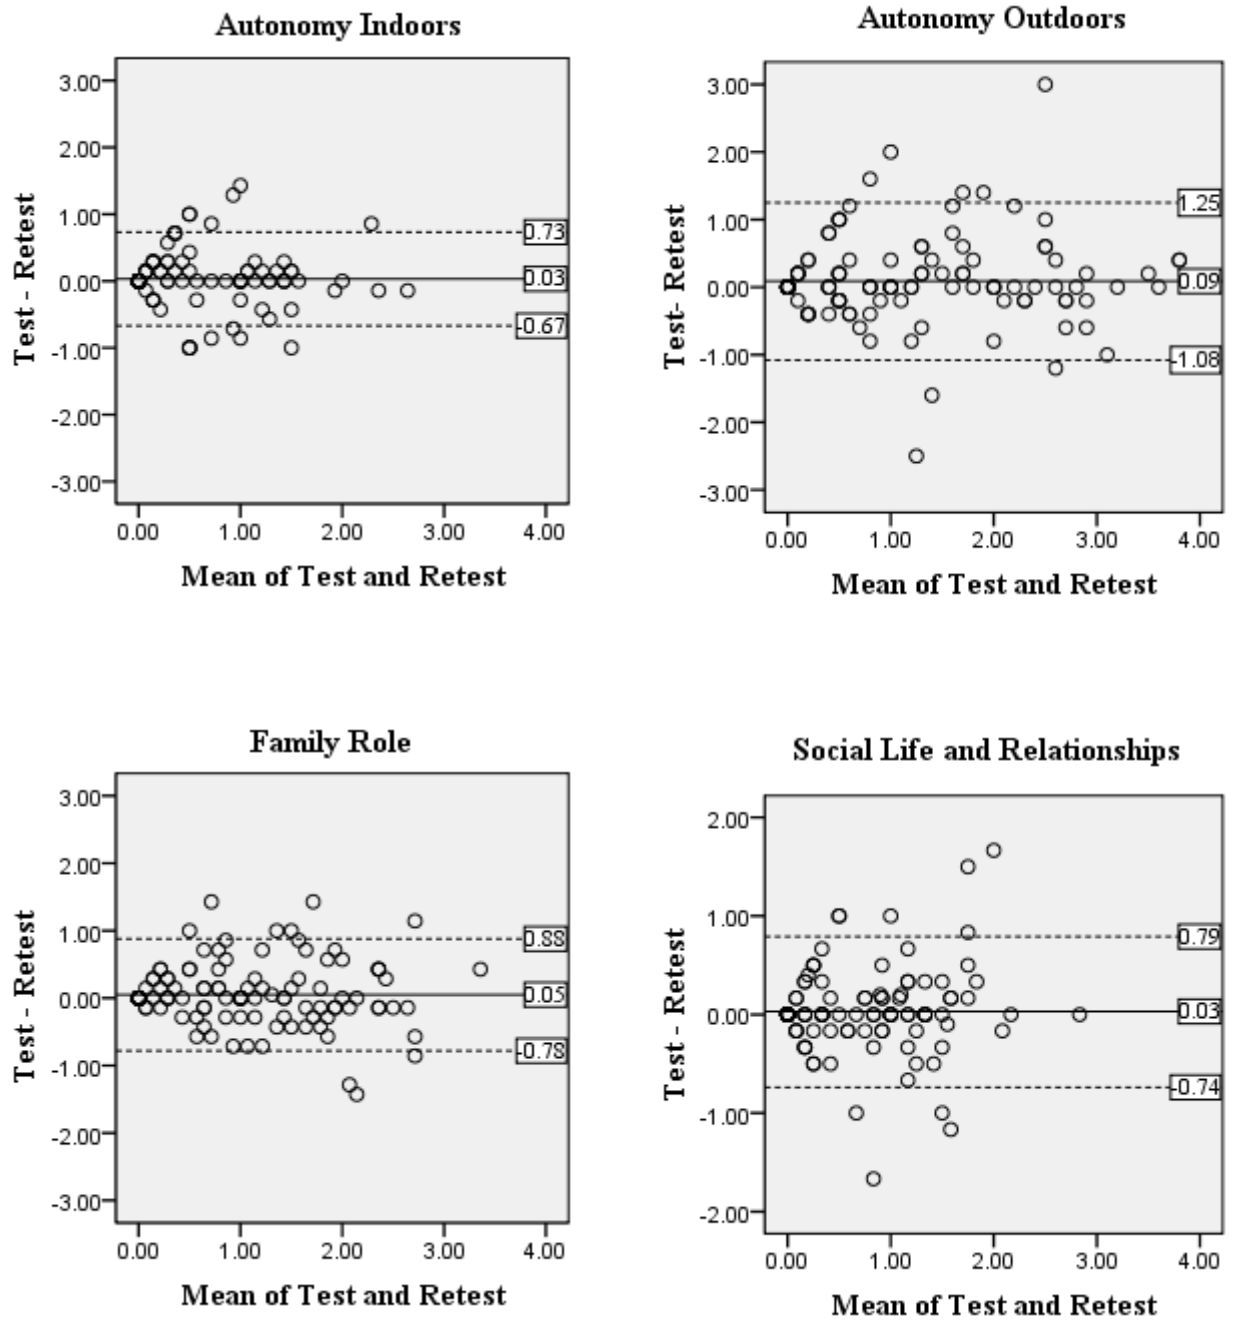 Autonomy Indoors
Test - Retest
3.00
2.00
1.00
0.00
-1.00
-2.00
-3.00
0.73
0.03
-0.67
0.00 1.00 2.00 3.00 4.00
Mean of Test and Retest
Autonomy Outdoors
Test- Retest
3.00
2.00
1.00
0.00
-1.00
-2.00
-3.00
1.25
0.09
-1.08
0.00 1.00 2.00 3.00 4.00
Mean of Test and Retest
Family Role
Test - Retest
3.00
2.00
1.00
0.00
-1.00
-2.00
-3.00
0.88
0.05
-0.78
0.00 1.00 2.00 3.00 4.00
Mean of Test and Retest
Social Life and Relationships
Test - Retest
2.00
1.00
0.00
-1.00
-2.00
0.79
0.03
-0.74
0.00 1.00 2.00 3.00 4.00
Mean of Test and Retest